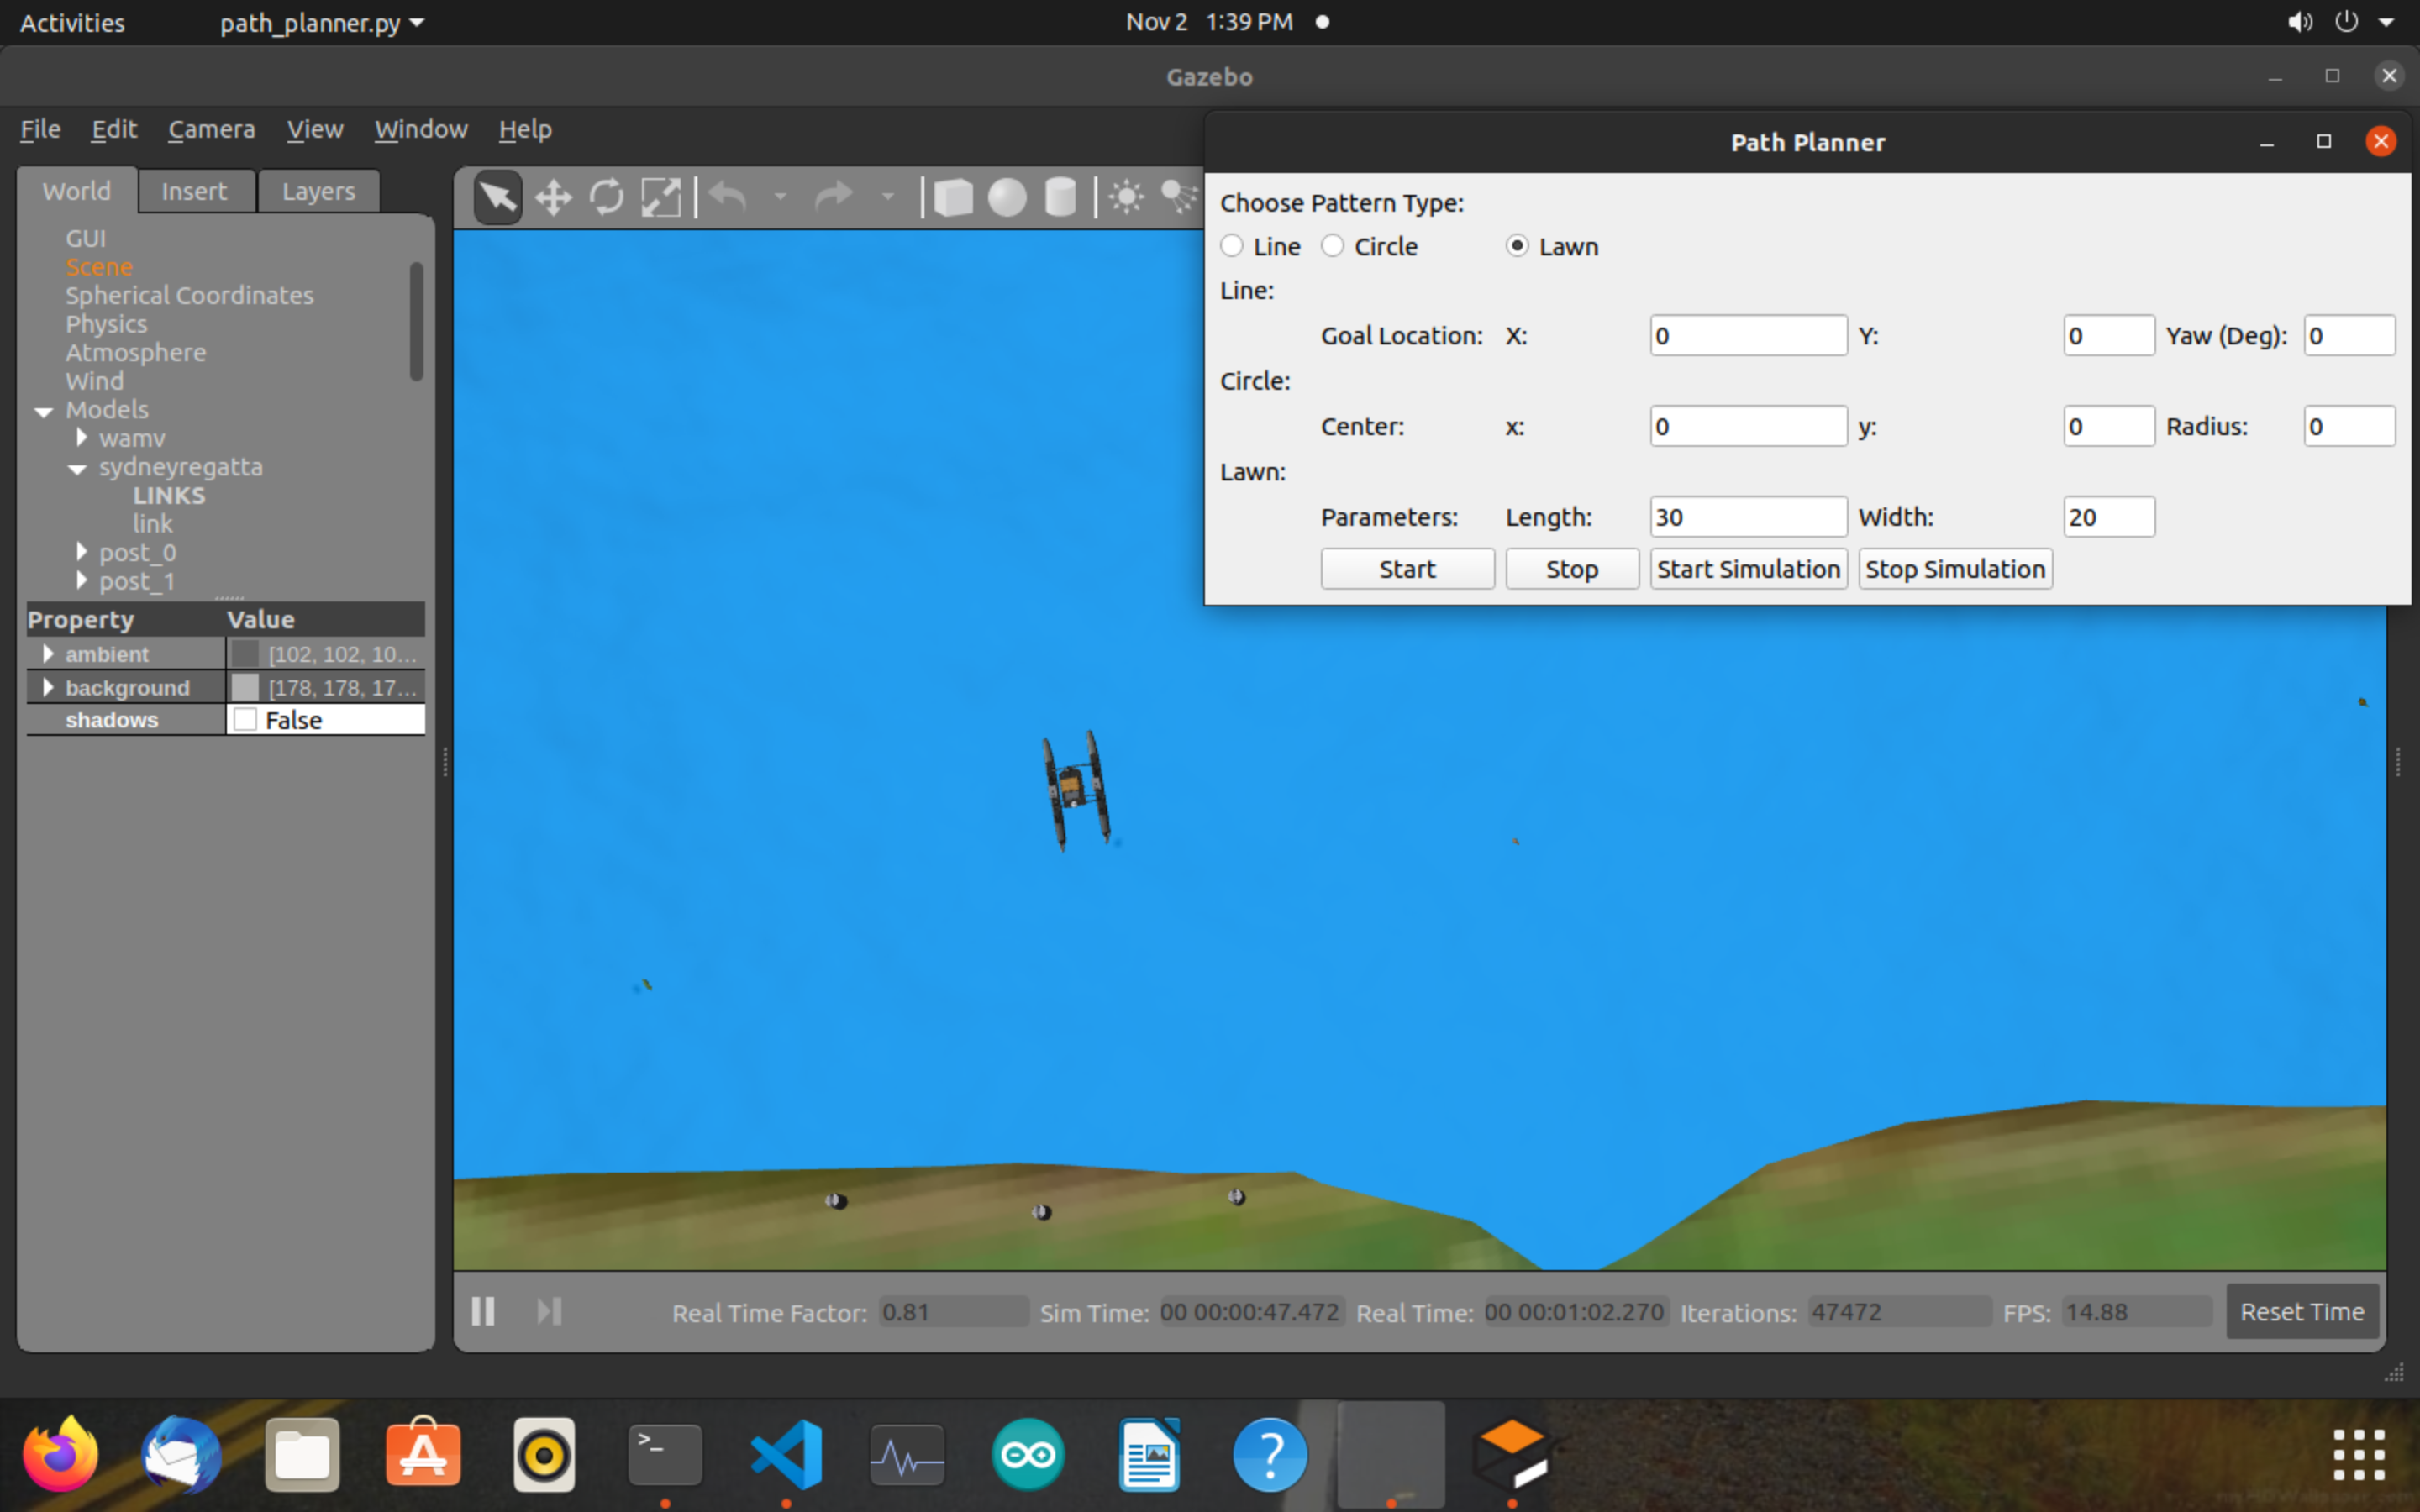 Activities path_planner.py Nov 2 1:39 PM
Gazebo
File Edit Camera View Window Help
World Insert Layers
GUI
Scene
Spherical Coordinates
Physics
Atmosphere
Wind
Models
wamv
sydneyregatta
LINKS
link
post_0
post_1
Property Value
ambient [102, 102, 10...
background [178, 178, 17...
shadows False
Path Planner
Choose Pattern Type:
Line Circle Lawn
Line:
Goal Location: X: 0 Y: 0 Yaw (Deg): 0
Circle:
Center: x: 0 y: 0 Radius: 0
Lawn:
Parameters: Length: 30 Width: 20
Start Stop Start Simulation Stop Simulation
Real Time Factor: 0.81 Sim Time: 00 00:00:47.472 Real Time: 00 00:01:02.270 Iterations: 47472 FPS: 14.88 Reset Time